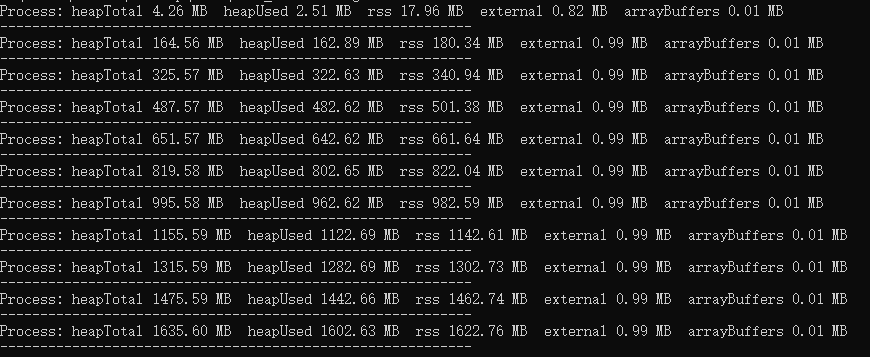 Process: heapTotal 4.26 MB heapUsed 2.51 MB rss 17.96 MB external 0.82 MB arrayBuffers 0.01 MB
-----------------------------------------------------------
Process: heapTotal 164.56 MB heapUsed 162.89 MB rss 180.34 MB external 0.99 MB arrayBuffers 0.01 MB
-----------------------------------------------------------
Process: heapTotal 325.57 MB heapUsed 322.63 MB rss 340.94 MB external 0.99 MB arrayBuffers 0.01 MB
-----------------------------------------------------------
Process: heapTotal 487.57 MB heapUsed 482.62 MB rss 501.38 MB external 0.99 MB arrayBuffers 0.01 MB
-----------------------------------------------------------
Process: heapTotal 651.57 MB heapUsed 642.62 MB rss 661.64 MB external 0.99 MB arrayBuffers 0.01 MB
-----------------------------------------------------------
Process: heapTotal 819.58 MB heapUsed 802.65 MB rss 822.04 MB external 0.99 MB arrayBuffers 0.01 MB
-----------------------------------------------------------
Process: heapTotal 995.58 MB heapUsed 962.62 MB rss 982.59 MB external 0.99 MB arrayBuffers 0.01 MB
-----------------------------------------------------------
Process: heapTotal 1155.59 MB heapUsed 1122.69 MB rss 1142.61 MB external 0.99 MB arrayBuffers 0.01 MB
-----------------------------------------------------------
Process: heapTotal 1315.59 MB heapUsed 1282.69 MB rss 1302.73 MB external 0.99 MB arrayBuffers 0.01 MB
-----------------------------------------------------------
Process: heapTotal 1475.59 MB heapUsed 1442.66 MB rss 1462.74 MB external 0.99 MB arrayBuffers 0.01 MB
-----------------------------------------------------------
Process: heapTotal 1635.60 MB heapUsed 1602.63 MB rss 1622.76 MB external 0.99 MB arrayBuffers 0.01 MB
-----------------------------------------------------------